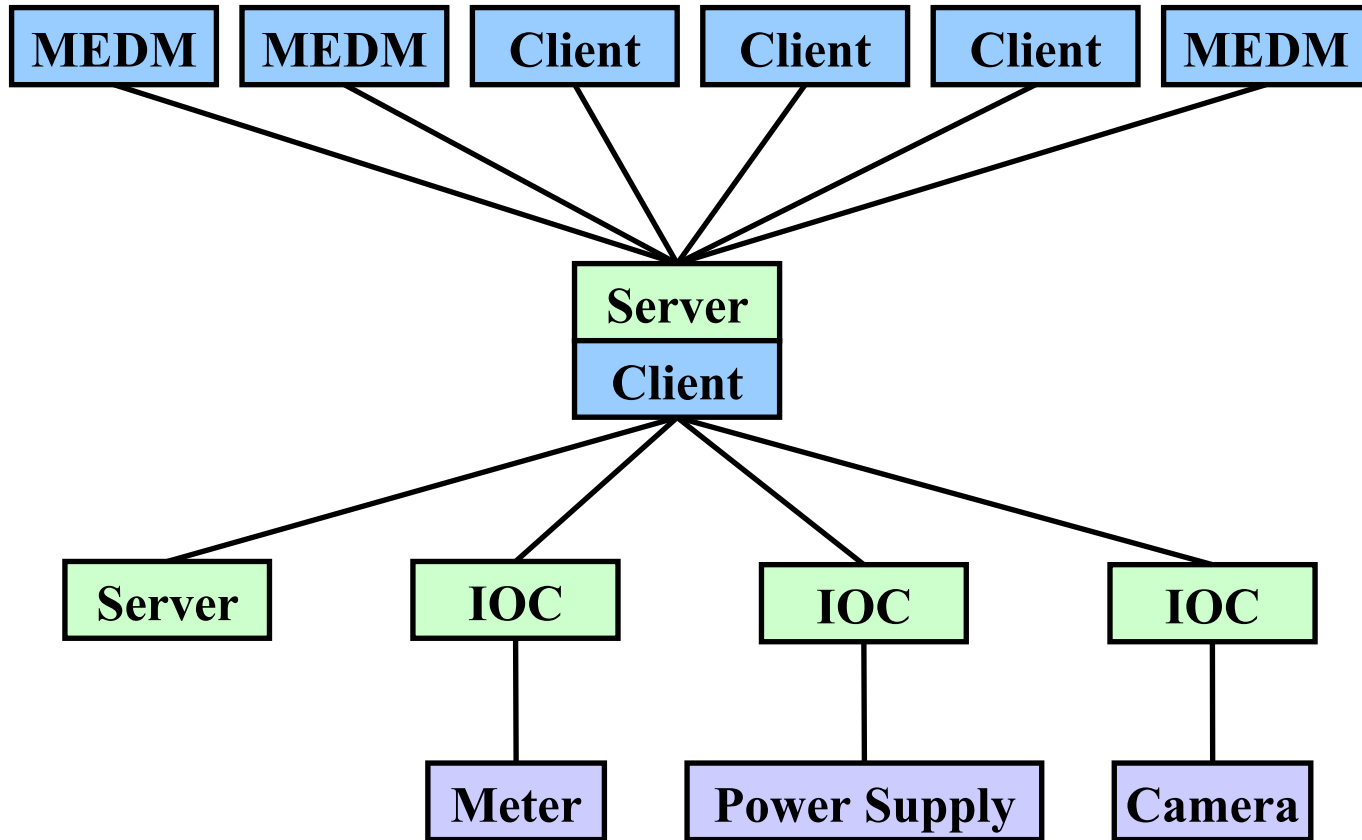 MEDM MEDM Client Client Client MEDM
Server
Client
Server IOC IOC IOC
Meter Power Supply Camera